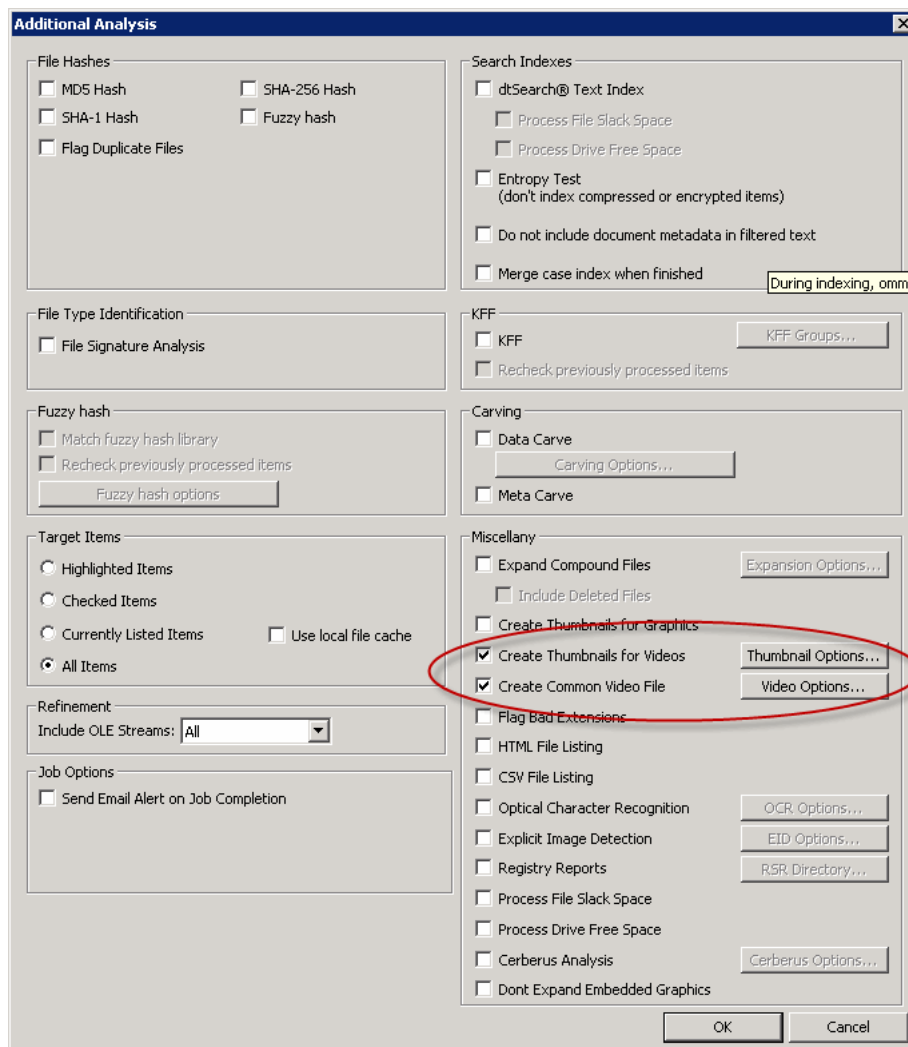 Additional Analysis
File Hashes
MD5 Hash
SHA-256 Hash
SHA-1 Hash
Fuzzy hash
Flag Duplicate Files
Search Indexes
dtSearch® Text Index
Process File Slack Space
Process Drive Free Space
Entropy Test
(don't index compressed or encrypted items)
Do not include document metadata in filtered text
Merge case index when finished
During indexing, omm
File Type Identification
File Signature Analysis
KFF
KFF
KFF Groups...
Recheck previously processed items
Fuzzy hash
Match fuzzy hash library
Recheck previously processed items
Fuzzy hash options
Carving
Data Carve
Carving Options...
Meta Carve
Target Items
Highlighted Items
Checked Items
Currently Listed Items
Use local file cache
All Items
Refinement
Include OLE Streams: All
Job Options
Send Email Alert on Job Completion
Miscellany
Expand Compound Files
Expansion Options...
Include Deleted Files
Create Thumbnails for Graphics
Create Thumbnails for Videos
Thumbnail Options...
Create Common Video File
Video Options...
Flag Bad Extensions
HTML File Listing
CSV File Listing
Optical Character Recognition
OCR Options...
Explicit Image Detection
EID Options...
Registry Reports
RSR Directory...
Process File Slack Space
Process Drive Free Space
Cerberus Analysis
Cerberus Options...
Dont Expand Embedded Graphics
OK
Cancel